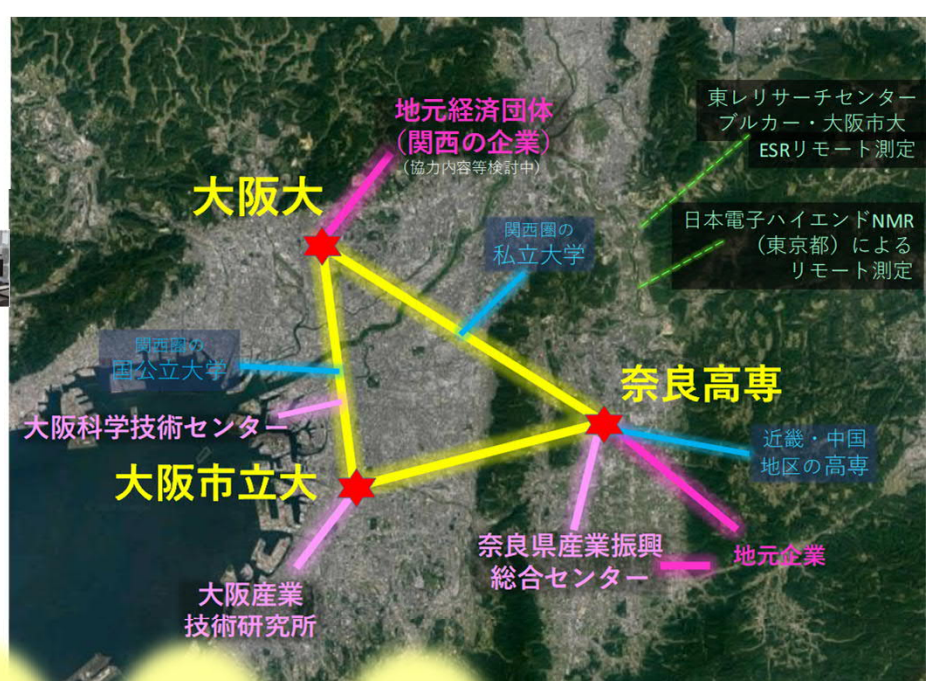 地元経済団体
（関西の企業）
（協力内容等検討中）
東レリサーチセンター
ブルカー・大阪市大
ESRリモート測定
大阪大
日本電子ハイエンドNMR
（東京都）による
リモート測定
関西圏の
私立大学
関西圏の
国公立大学
奈良高専
大阪科学技術センター
近畿・中国
地区の高専
大阪市立大
奈良県産業振興
総合センター
地元企業
大阪産業
技術研究所